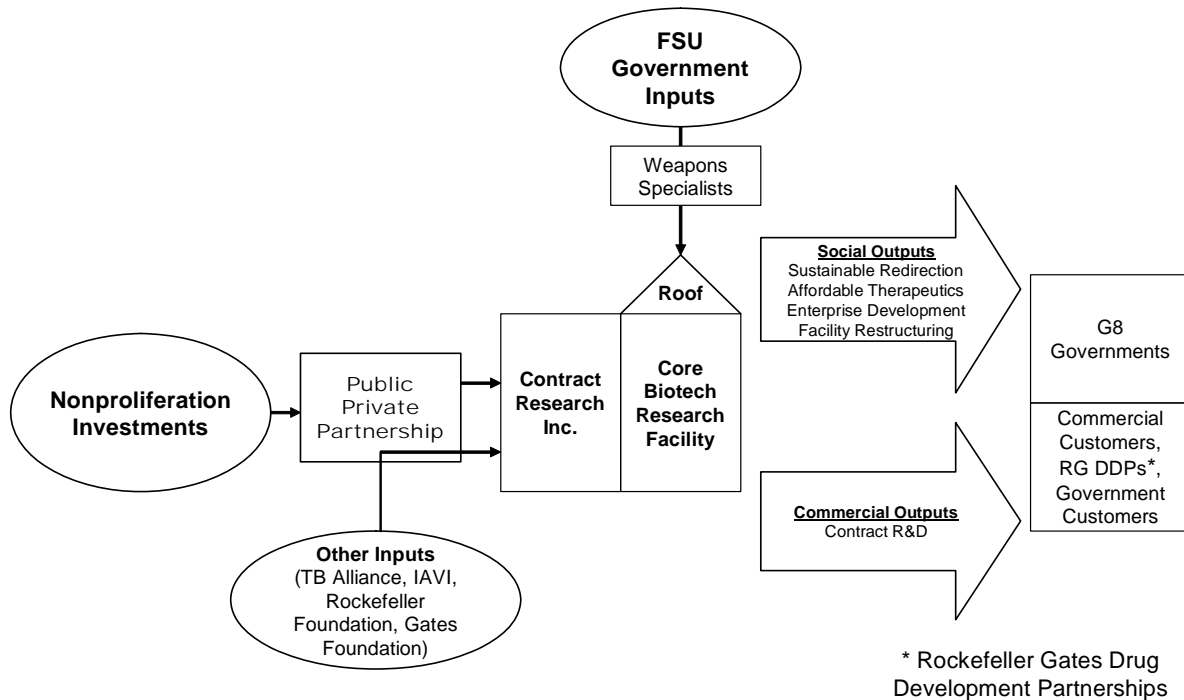 FSU
Government
Inputs
Weapons
Specialists
Roof
Nonproliferation
Investments
Public
Private
Partnership
Contract
Research
Inc.
Core
Biotech
Research
Facility
Other Inputs
(TB Alliance, IAVI,
Rockefeller
Foundation, Gates
Foundation)
Social Outputs
Sustainable Redirection
Affordable Therapeutics
Enterprise Development
Facility Restructuring
Commercial Outputs
Contract R&D
G8
Governments
Commercial
Customers,
RG DDPs*,
Government
Customers
* Rockefeller Gates Drug
Development Partnerships